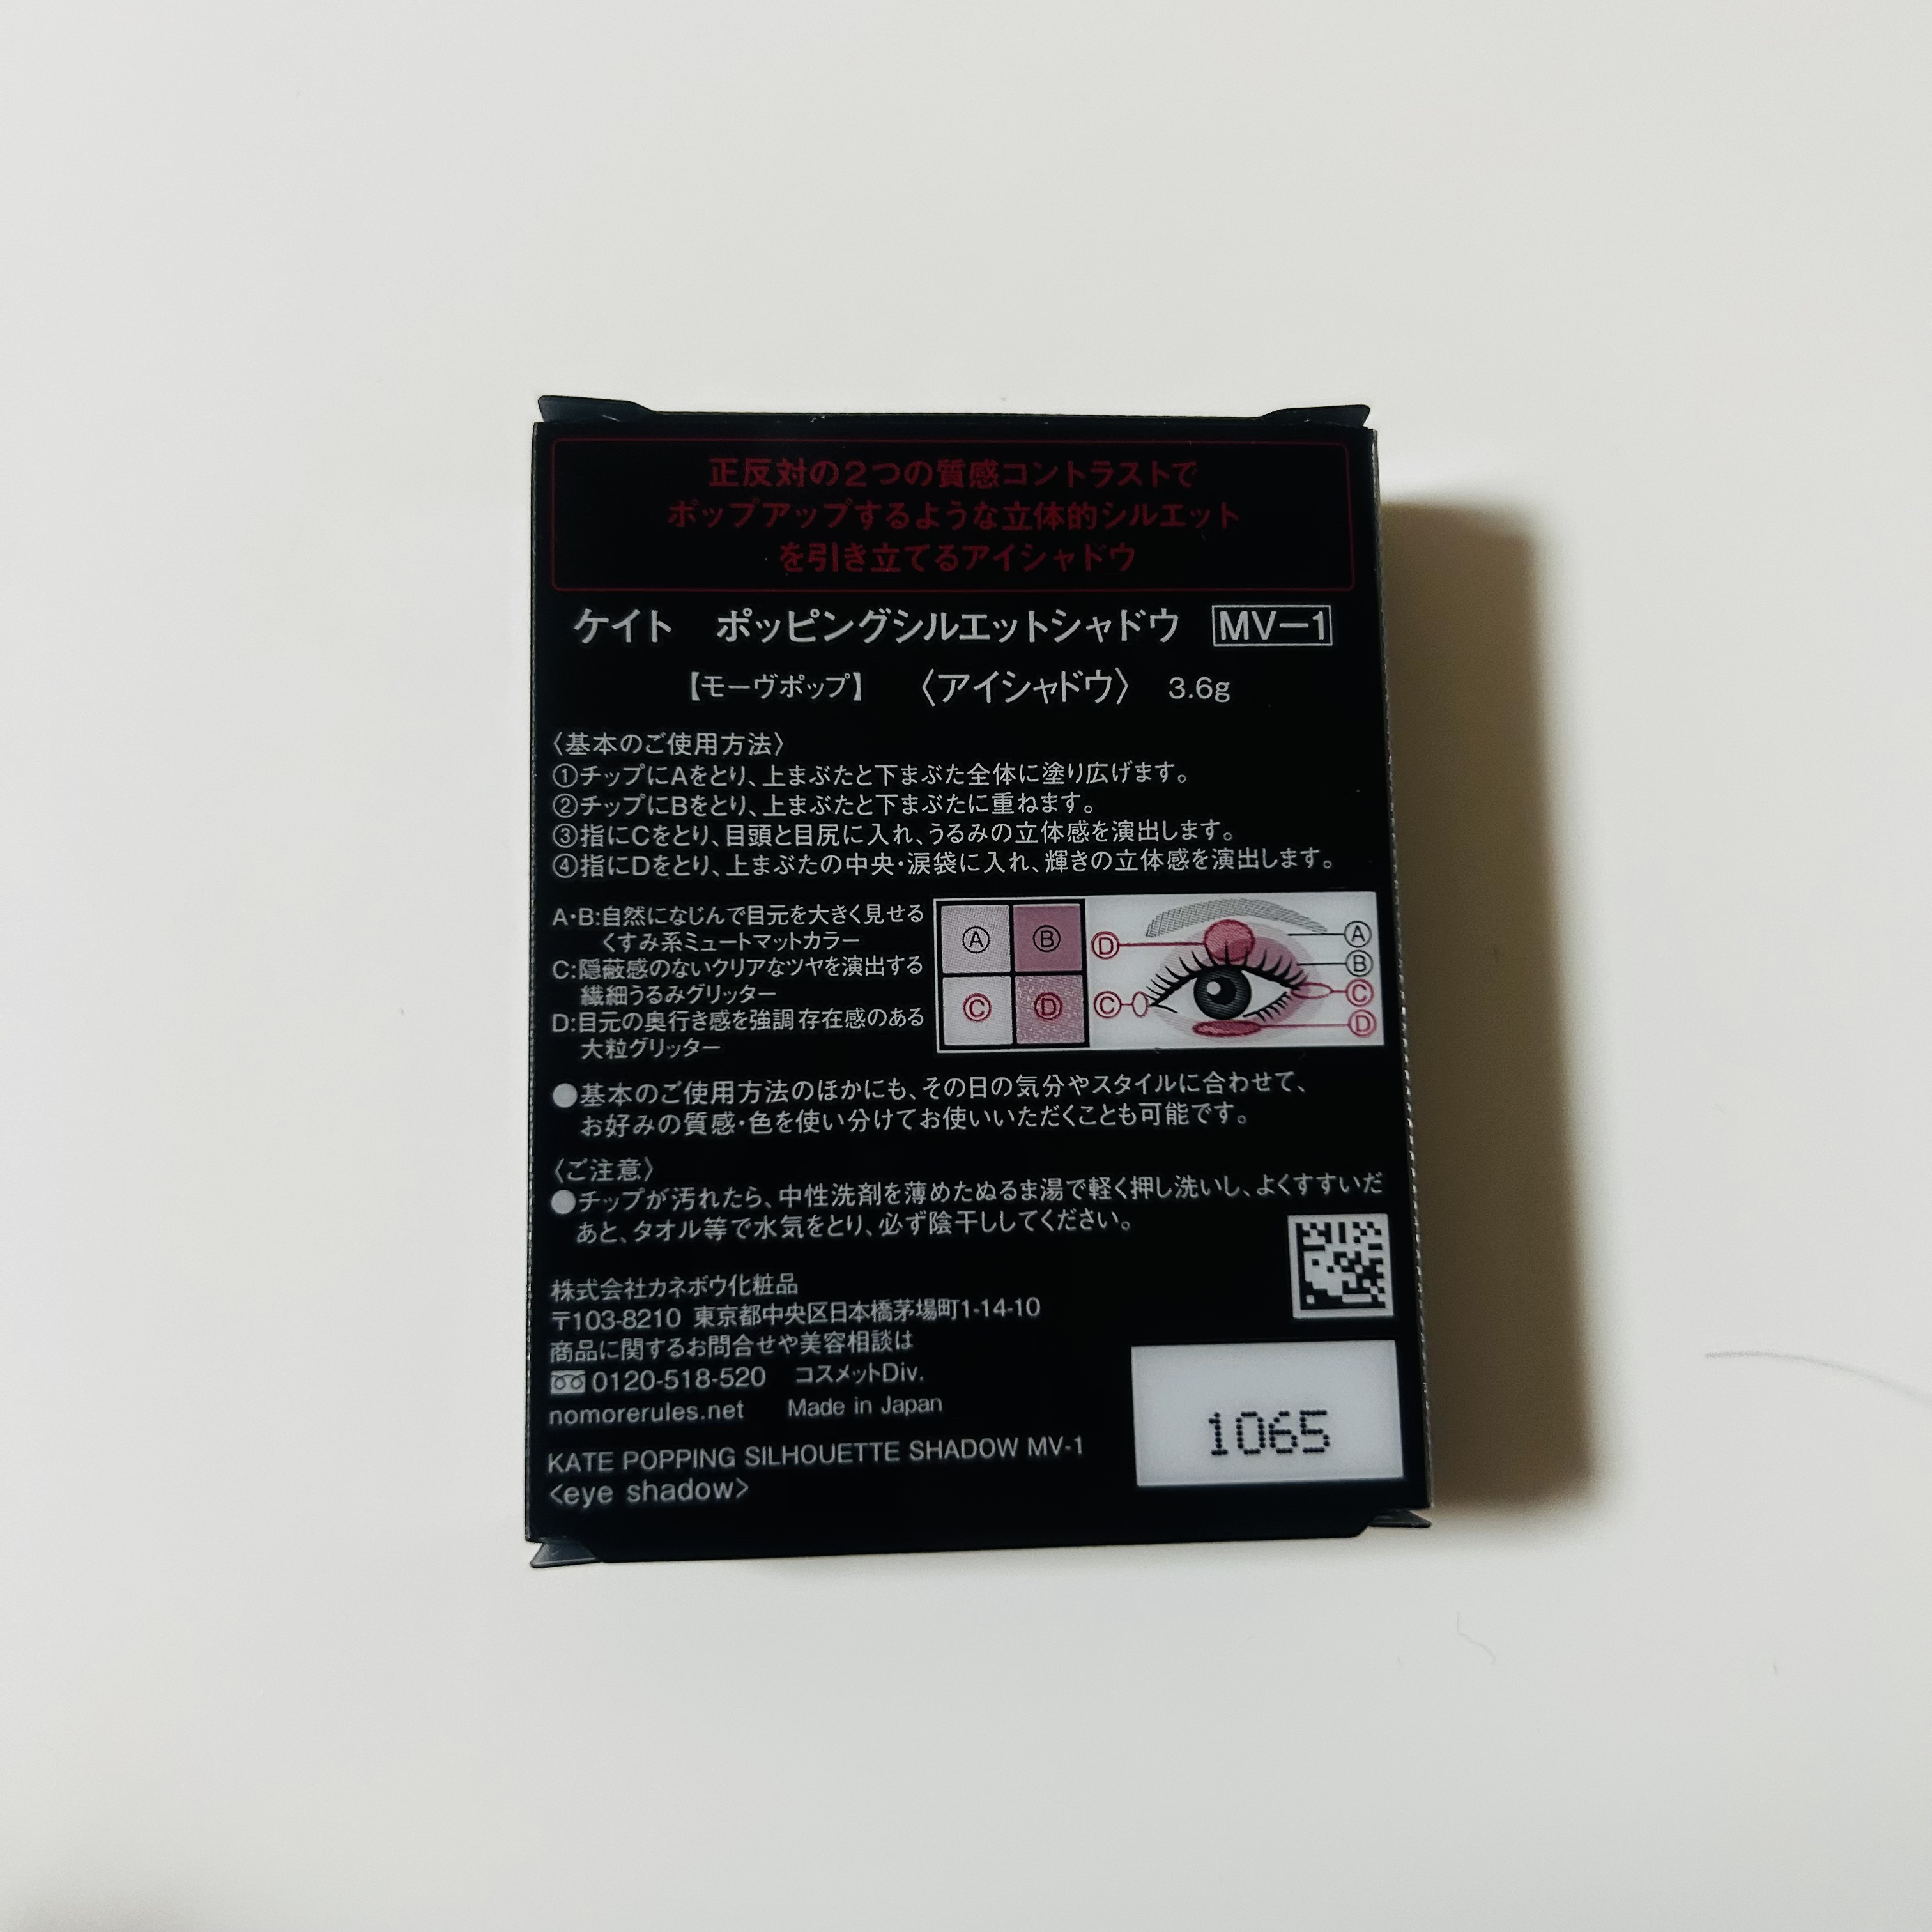 正反対の2つの質感コントラストで
ポップアップするような立体的シルエット
を引き立てるアイシャドウ
ケイト ポッピングシルエットシャドウ MV-1
【モーヴポップ】 〈アイシャドウ〉 3.6g
〈基本のご使用方法〉
①チップにAをとり、上まぶたと下まぶた全体に塗り広げます。
②チップにBをとり、上まぶたと下まぶたに重ねます。
③指にCをとり、目頭と目尻に入れ、うるみの立体感を演出します。
④指にDをとり、上まぶたの中央・涙袋に入れ、輝きの立体感を演出します。
A・B:自然になじんで目元を大きく見せる
くすみ系ミュートマットカラー
C:隠蔽感のないクリアなツヤを演出する
繊細うるみグリッター
D:目元の奥行き感を強調 存在感のある
大粒グリッター
Ⓐ Ⓑ
Ⓒ Ⓓ
Ⓓ Ⓐ
Ⓑ
Ⓒ Ⓒ
Ⓓ
●基本のご使用方法のほかにも、その日の気分やスタイルに合わせて、
お好みの質感・色を使い分けてお使いいただくことも可能です。
〈ご注意〉
●チップが汚れたら、中性洗剤を薄めたぬるま湯で軽く押し洗いし、よくすすいだ
あと、タオル等で水気をとり、必ず陰干ししてください。
株式会社カネボウ化粧品
〒103-8210 東京都中央区日本橋茅場町1-14-10
商品に関するお問合せや美容相談は
0120-518-520 コスメットDiv.
nomorerules.net Made in Japan
KATE POPPING SILHOUETTE SHADOW MV-1
<eye shadow>
1065